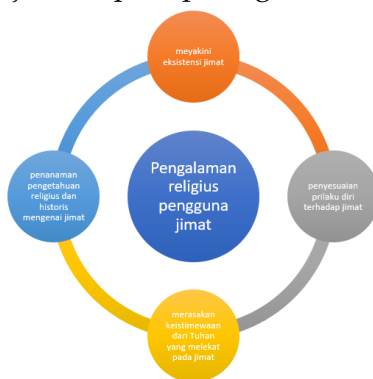 meyakini
eksistensi jimat
penanaman
pengetahuan
religius dan
historis
mengenai jimat
Pengalaman
religius
pengguna
jimat
penyesuaian
prilaku diri
terhadap jimat
merasakan
keistimewaan
dari Tuhan
yang melekat
pada jimat